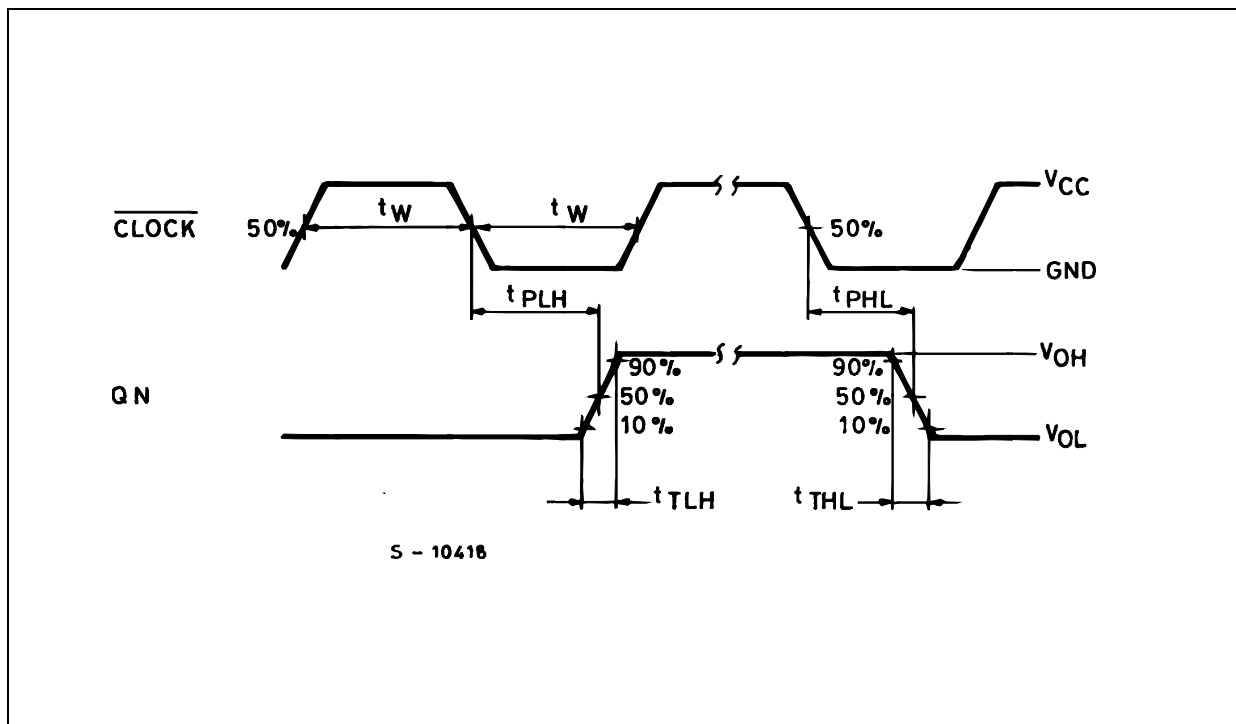 VCC
CLOCK 50% tW tW 50%
GND
tPLH tPHL
VOH
90% 90%
QN 50% 50%
10% 10%
VOL
tTLH tTHL
S - 10418